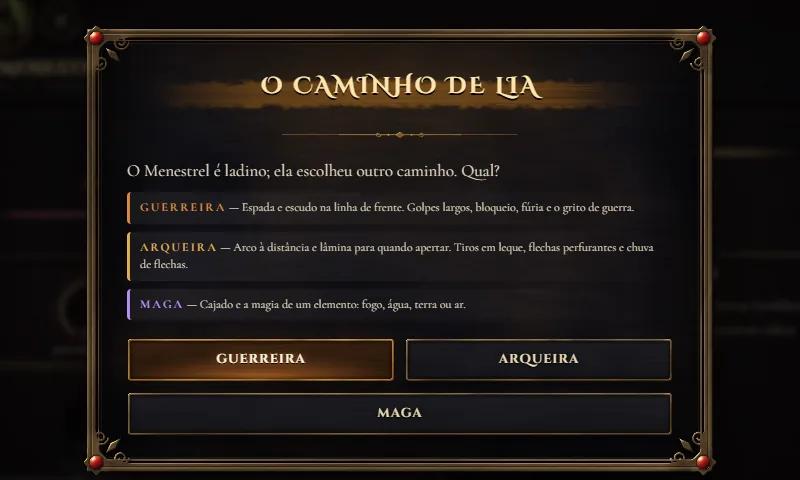 O CAMINHO DE LIA
O Menestrel é ladino; ela escolheu outro caminho. Qual?
GUERREIRA — Espada e escudo na linha de frente. Golpes largos, bloqueio, fúria e o grito de guerra.
ARQUEIRA — Arco à distância e lâmina para quando apertar. Tiros em leque, flechas perfurantes e chuva
de flechas.
MAGA — Cajado e a magia de um elemento: fogo, água, terra ou ar.
GUERREIRA
ARQUEIRA
MAGA